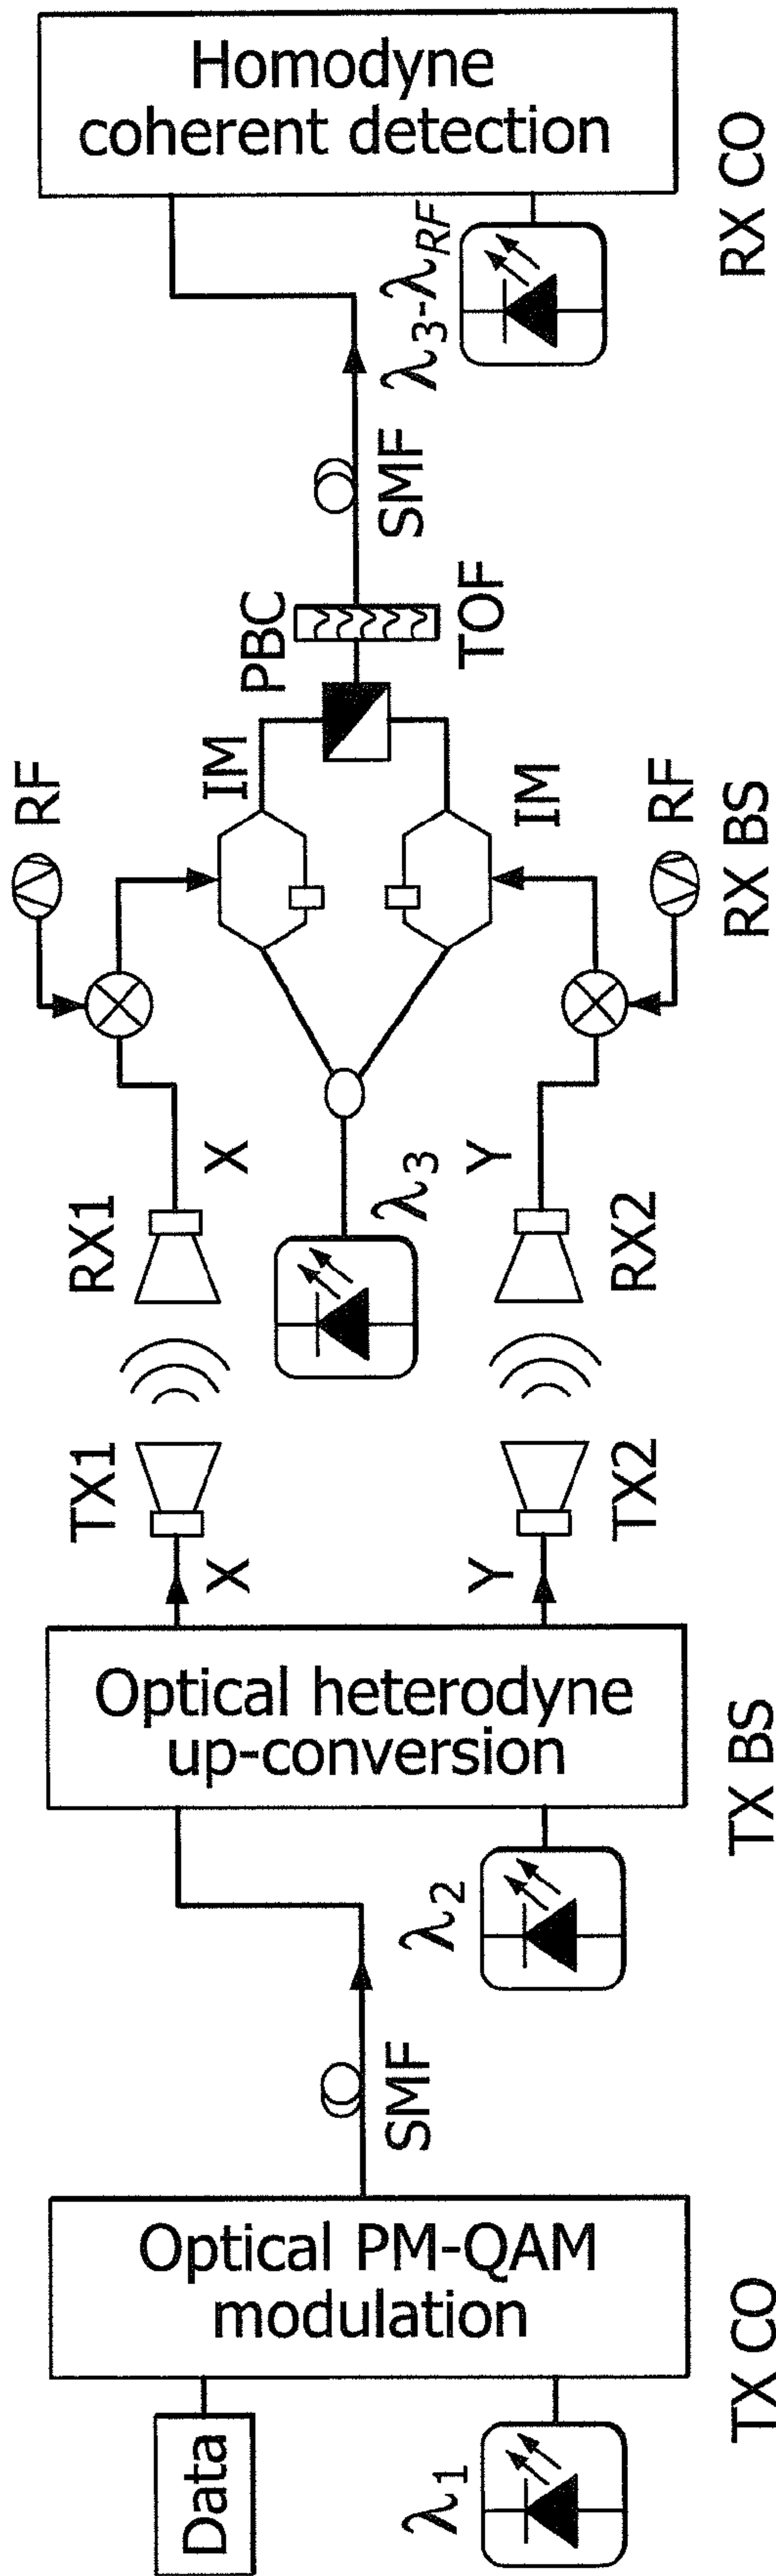 Data
λ1
Optical PM-QAM
modulation
TX CO
SMF
λ2
Optical heterodyne
up-conversion
TX BS
X
Y
TX1
TX2
RX1
RX2
X
Y
λ3
RF
RF
IM
IM
RX BS
PBC
TOF
SMF
λ3-λRF
Homodyne
coherent detection
RX CO